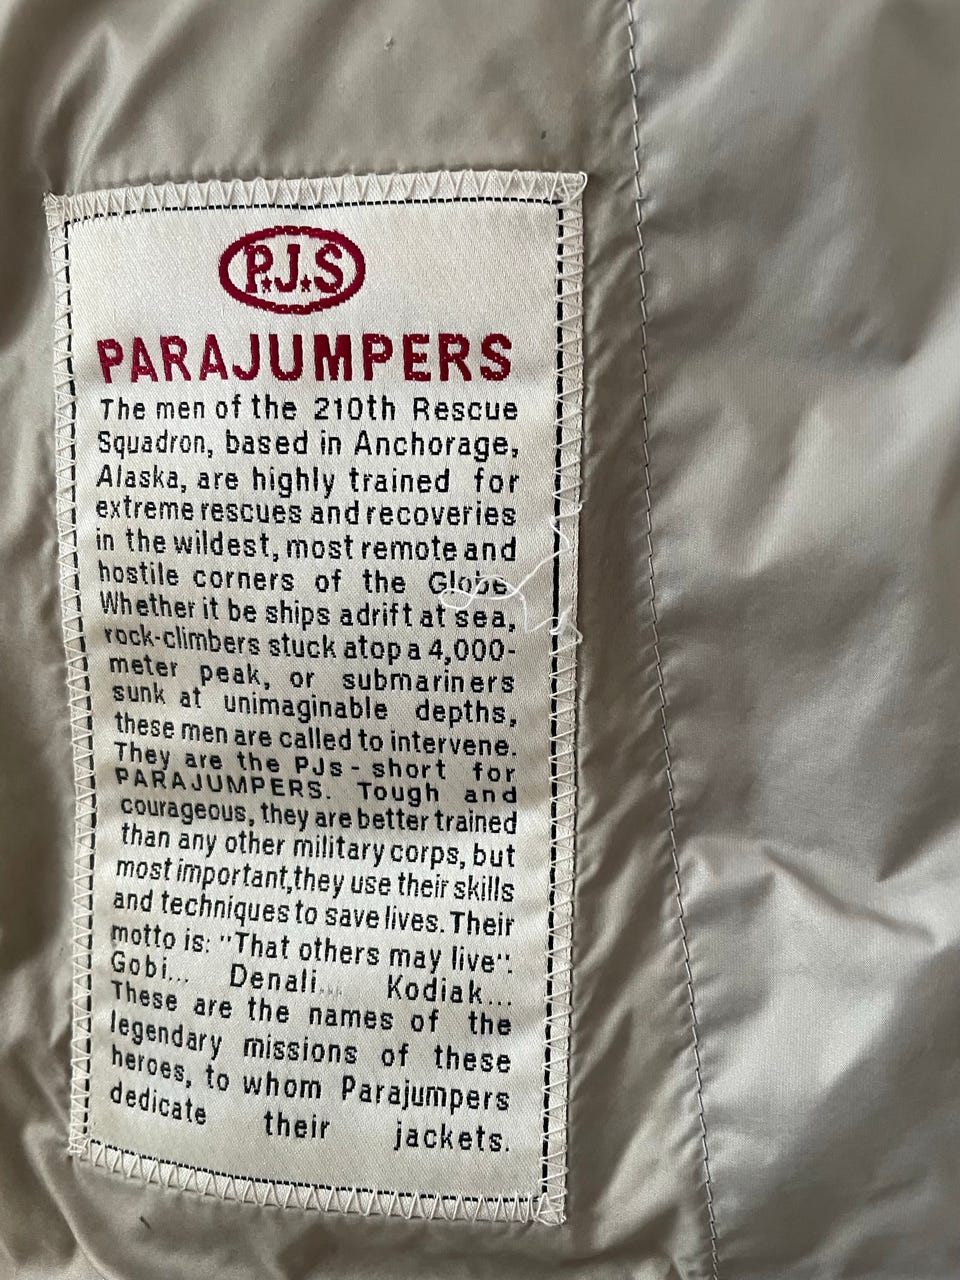 P.J.S
PARAJUMPERS
The men of the 210th Rescue
Squadron, based in Anchorage,
Alaska, are highly trained for
extreme rescues and recoveries
in the wildest, most remote and
hostile corners of the Globe
Whether it be ships adrift at sea,
rock-climbers stuck atop a 4,000-
meter peak, or submariners
sunk at unimaginable depths,
these men are called to intervene.
They are the PJs - short for
PARAJUMPERS. Tough and
courageous, they are better trained
than any other military corps, but
most important,they use their skills
and techniques to save lives. Their
motto is: "That others may live".
Gobi... Denali... Kodiak...
These are the names of the
legendary missions of these
heroes, to whom Parajumpers
dedicate their jackets.